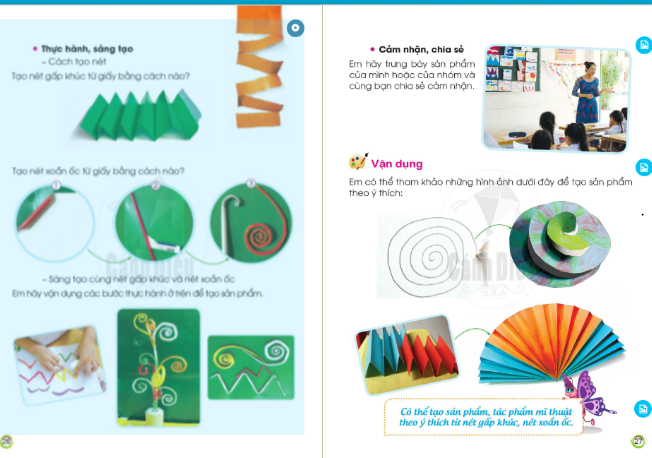 • Thực hành, sáng tạo
– Cách tạo nét
Tạo nét gấp khúc từ giấy bằng cách nào?
Tạo nét xoắn ốc từ giấy bằng cách nào?
1
2
3
– Sáng tạo cùng nét gấp khúc và nét xoắn ốc
Em hãy vận dụng các bước thực hành ở trên để tạo sản phẩm.
26
• Cảm nhận, chia sẻ
Em hãy trưng bày sản phẩm
của mình hoặc của nhóm và
cùng bạn chia sẻ cảm nhận.
Vận dụng
Em có thể tham khảo những hình ảnh dưới đây để tạo sản phẩm
theo ý thích:
Cánh Diều
Cánh Diều
Có thể tạo sản phẩm, tác phẩm mĩ thuật
theo ý thích từ nét gấp khúc, nét xoắn ốc.
27